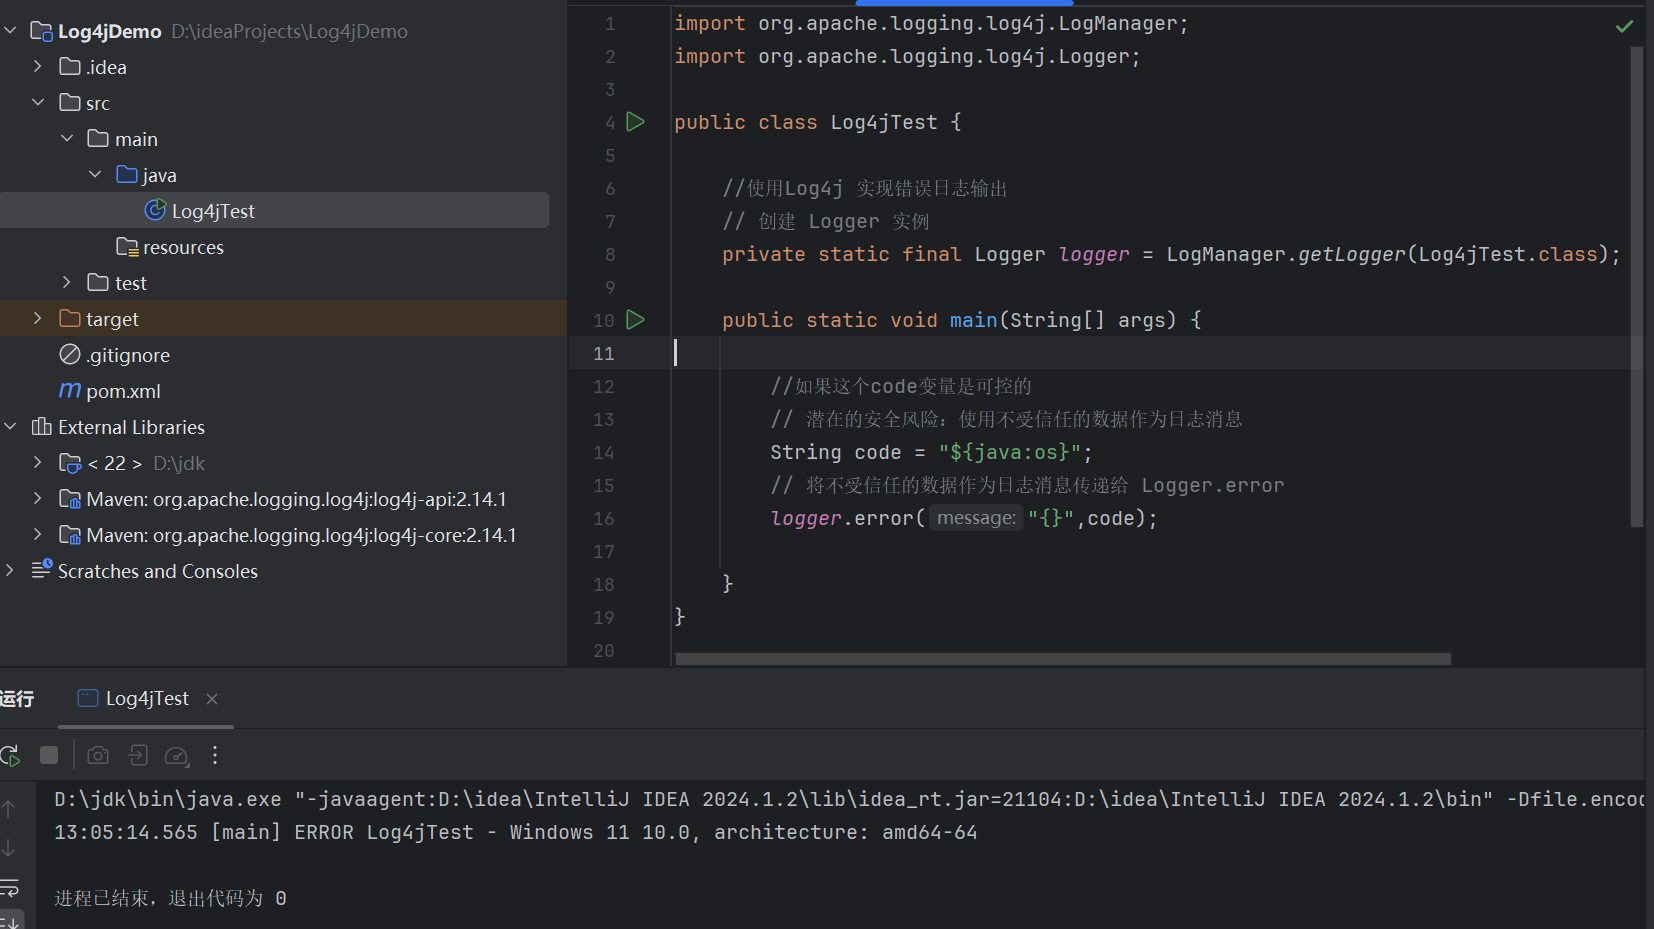 Log4jDemo D:\ideaProjects\Log4jDemo
.idea
src
main
java
Log4jTest
resources
test
target
.gitignore
pom.xml
External Libraries
< 22 > D:\jdk
Maven: org.apache.logging.log4j:log4j-api:2.14.1
Maven: org.apache.logging.log4j:log4j-core:2.14.1
Scratches and Consoles
1 import org.apache.logging.log4j.LogManager;
2 import org.apache.logging.log4j.Logger;
3
4 public class Log4jTest {
5
6 //使用Log4j 实现错误日志输出
7 // 创建 Logger 实例
8 private static final Logger logger = LogManager.getLogger(Log4jTest.class);
9
10 public static void main(String[] args) {
11
12 //如果这个code变量是可控的
13 // 潜在的安全风险：使用不受信任的数据作为日志消息
14 String code = "${java:os}";
15 // 将不受信任的数据作为日志消息传递给 Logger.error
16 logger.error( message: "{}",code);
17
18 }
19 }
20
运行 Log4jTest
D:\jdk\bin\java.exe "-javaagent:D:\idea\IntelliJ IDEA 2024.1.2\lib\idea_rt.jar=21104:D:\idea\IntelliJ IDEA 2024.1.2\bin" -Dfile.enco
13:05:14.565 [main] ERROR Log4jTest - Windows 11 10.0, architecture: amd64-64
进程已结束，退出代码为 0